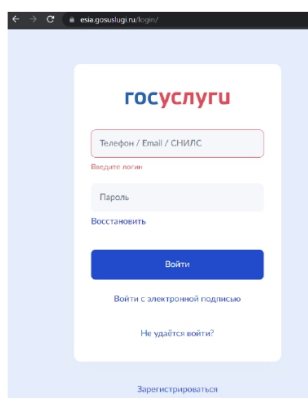 esia.gosuslugi.ru/login/
госуслуги
Телефон / Email / СНИЛС
Введите логин
Пароль
Восстановить
Войти
Войти с электронной подписью
Не удаётся войти?
Зарегистрироваться